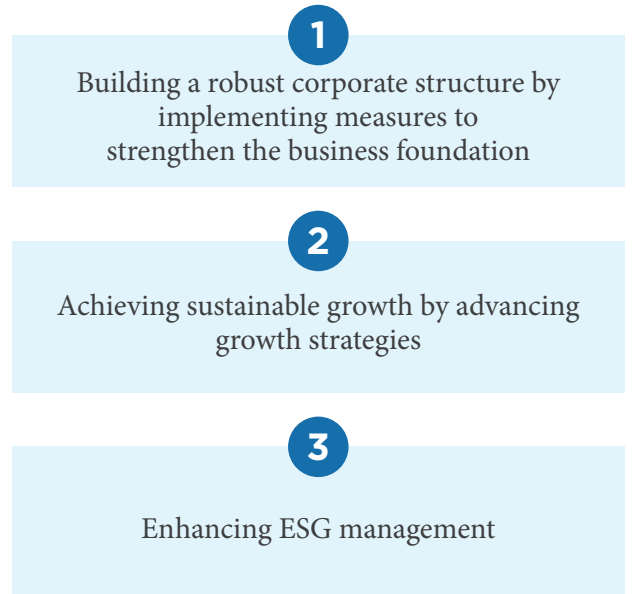 1
Building a robust corporate structure by
implementing measures to
strengthen the business foundation
2
Achieving sustainable growth by advancing
growth strategies
3
Enhancing ESG management